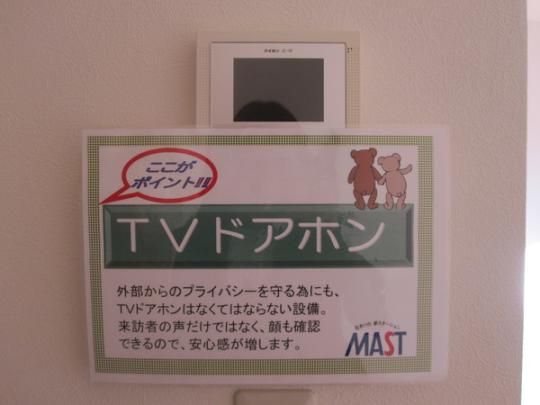 ここが
ポイント!!
TVドアホン
外部からのプライバシーを守る為にも、
TVドアホンはなくてはならない設備。
来訪者の声だけではなく、顔も確認
できるので、安心感が増します。
MAST